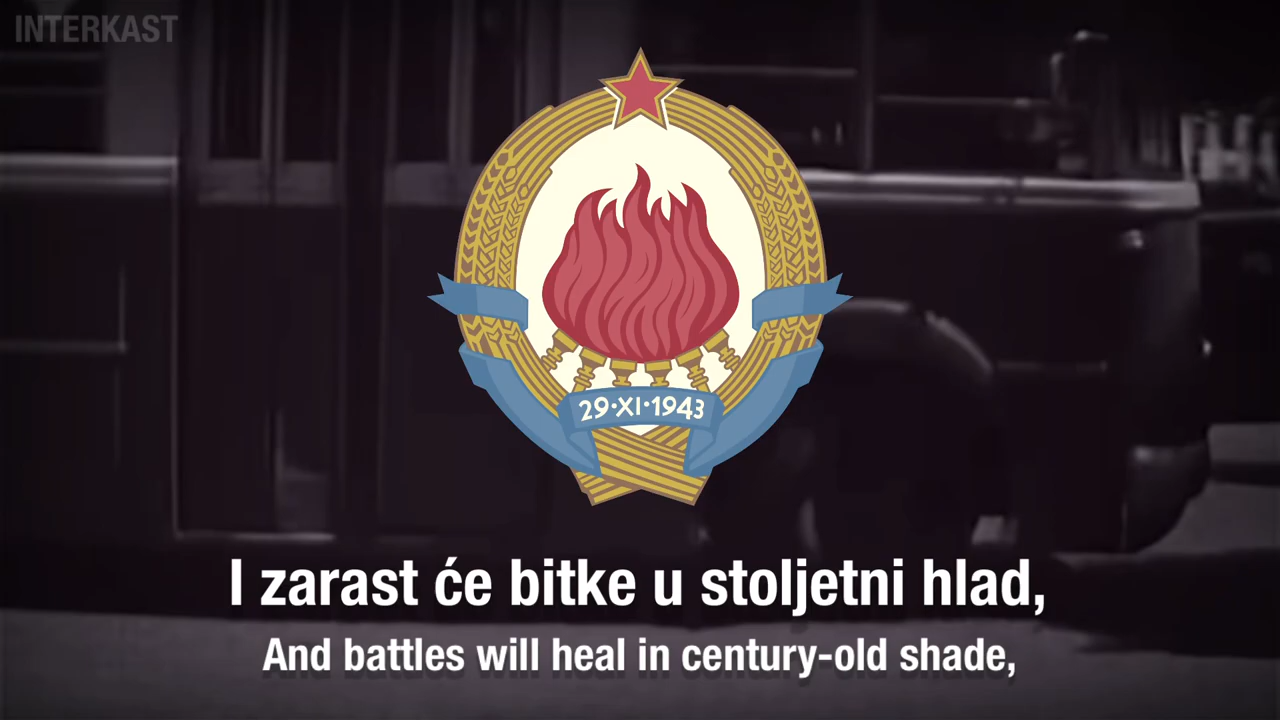 INTERKAST
29·XI·1943
I zarast će bitke u stoljetni hlad,
And battles will heal in century-old shade,